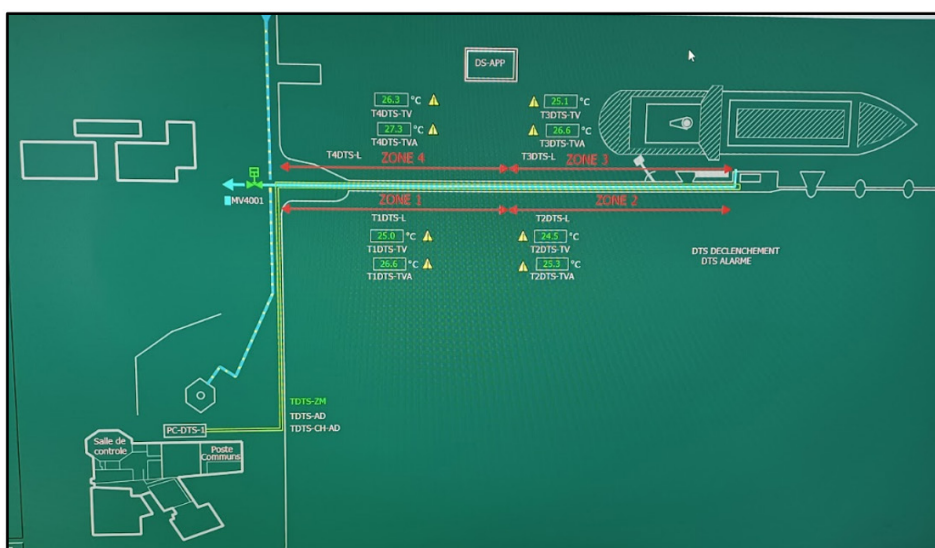 DS-APP
26.3 °C
T4DTS-TV
27.3 °C
T4DTS-TVA
25.1 °C
T3DTS-TV
26.6 °C
T3DTS-TVA
T4DTS-L
ZONE 4
T3DTS-L
ZONE 3
MV4001
ZONE 1
ZONE 2
T1DTS-L
T2DTS-L
25.0 °C
T1DTS-TV
26.6 °C
T1DTS-TVA
24.5 °C
T2DTS-TV
25.3 °C
T2DTS-TVA
DTS DECLENCHEMENT
DTS ALARME
TDTS-ZM
TDTS-AD
TDTS-CH-AD
PC-DTS-1
Salle de
controle
Poste
Communs